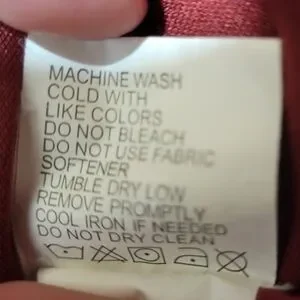 MACHINE WASH
COLD WITH
LIKE COLORS
DO NOT BLEACH
DO NOT USE FABRIC
SOFTENER
TUMBLE DRY LOW
REMOVE PROMPTLY
COOL IRON IF NEEDED
DO NOT DRY CLEAN